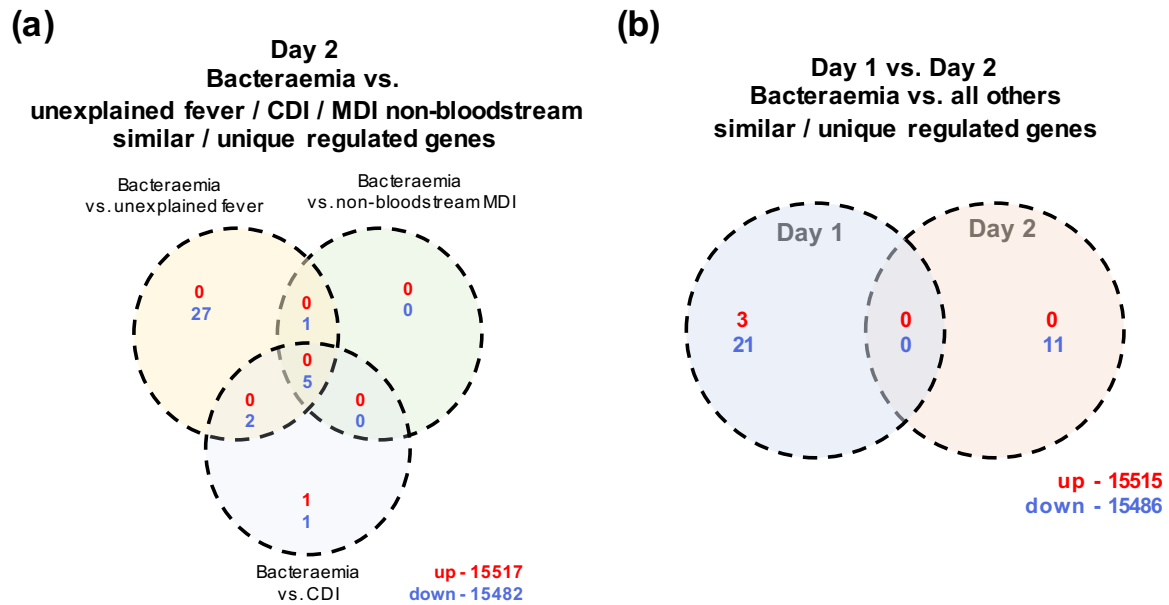 (a)
Day 2
Bacteraemia vs.
unexplained fever / CDI / MDI non-bloodstream
similar / unique regulated genes
Bacteraemia
vs. unexplained fever
Bacteraemia
vs. non-bloodstream MDI
0
27
0
1
0
0
0
5
0
2
0
0
1
1
Bacteraemia
vs. CDI
up - 15517
down - 15482
(b)
Day 1 vs. Day 2
Bacteraemia vs. all others
similar / unique regulated genes
Day 1
Day 2
3
21
0
0
0
11
up - 15515
down - 15486